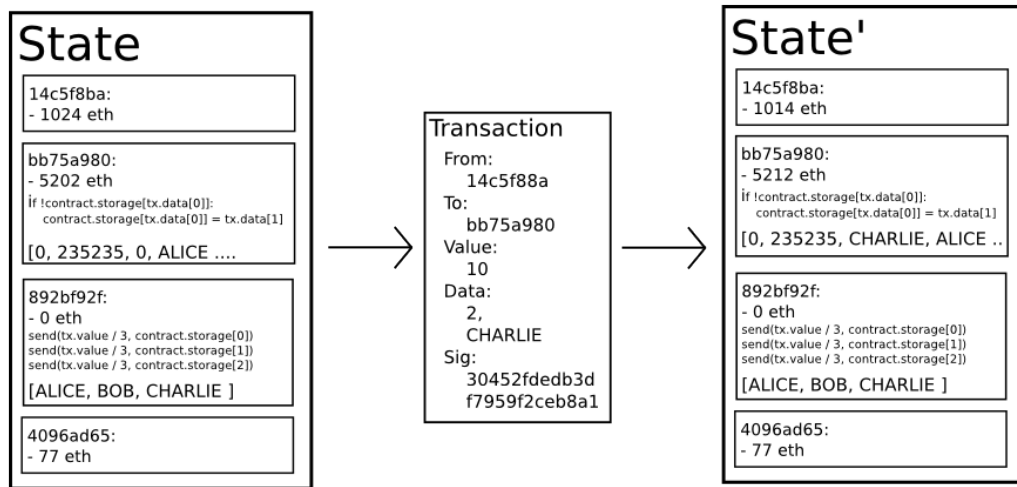 State
14c5f8ba:
- 1024 eth
bb75a980:
- 5202 eth
if !contract.storage[tx.data[0]]:
contract.storage[tx.data[0]] = tx.data[1]
[0, 235235, 0, ALICE ....
892bf92f:
- 0 eth
send(tx.value / 3, contract.storage[0])
send(tx.value / 3, contract.storage[1])
send(tx.value / 3, contract.storage[2])
[ALICE, BOB, CHARLIE ]
4096ad65:
- 77 eth
Transaction
From:
14c5f88a
To:
bb75a980
Value:
10
Data:
2,
CHARLIE
Sig:
30452fdedb3d
f7959f2ceb8a1
State'
14c5f8ba:
- 1014 eth
bb75a980:
- 5212 eth
if !contract.storage[tx.data[0]]:
contract.storage[tx.data[0]] = tx.data[1]
[0, 235235, CHARLIE, ALICE ..
892bf92f:
- 0 eth
send(tx.value / 3, contract.storage[0])
send(tx.value / 3, contract.storage[1])
send(tx.value / 3, contract.storage[2])
[ALICE, BOB, CHARLIE ]
4096ad65:
- 77 eth